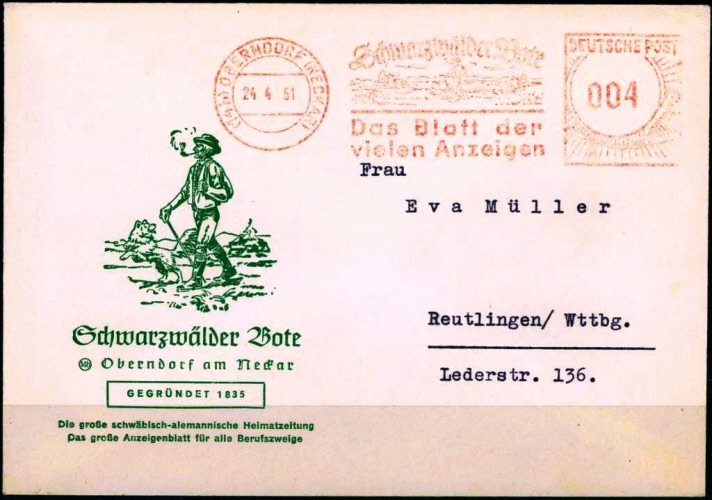 (14b) OBERNDORF (NECKAR)
24 4 51
Schwarzwälder Bote
Das Blatt der
vielen Anzeigen
DEUTSCHE POST
004
Frau
Eva Müller
Reutlingen/ Wttbg.
Lederstr. 136.
Schwarzwälder Bote
14b Oberndorf am Neckar
GEGRÜNDET 1835
Die große schwäbisch-alemannische Heimatzeitung
Das große Anzeigenblatt für alle Berufszweige